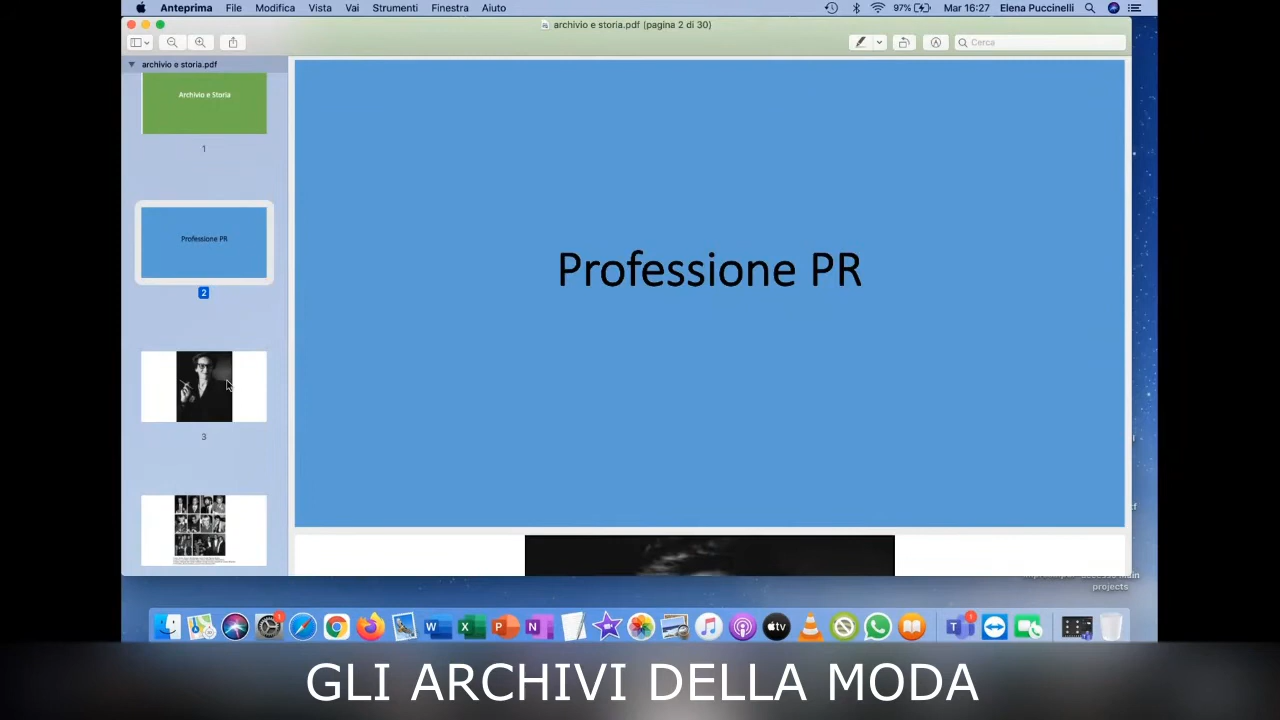 Anteprima File Modifica Vista Vai Strumenti Finestra Aiuto 97% Mar 16:27 Elena Puccinelli
archivio e storia.pdf (pagina 2 di 30)
Cerca
archivio e storia.pdf
Archivio e Storia
1
Professione PR
2
3
Professione PR
projects
GLI ARCHIVI DELLA MODA